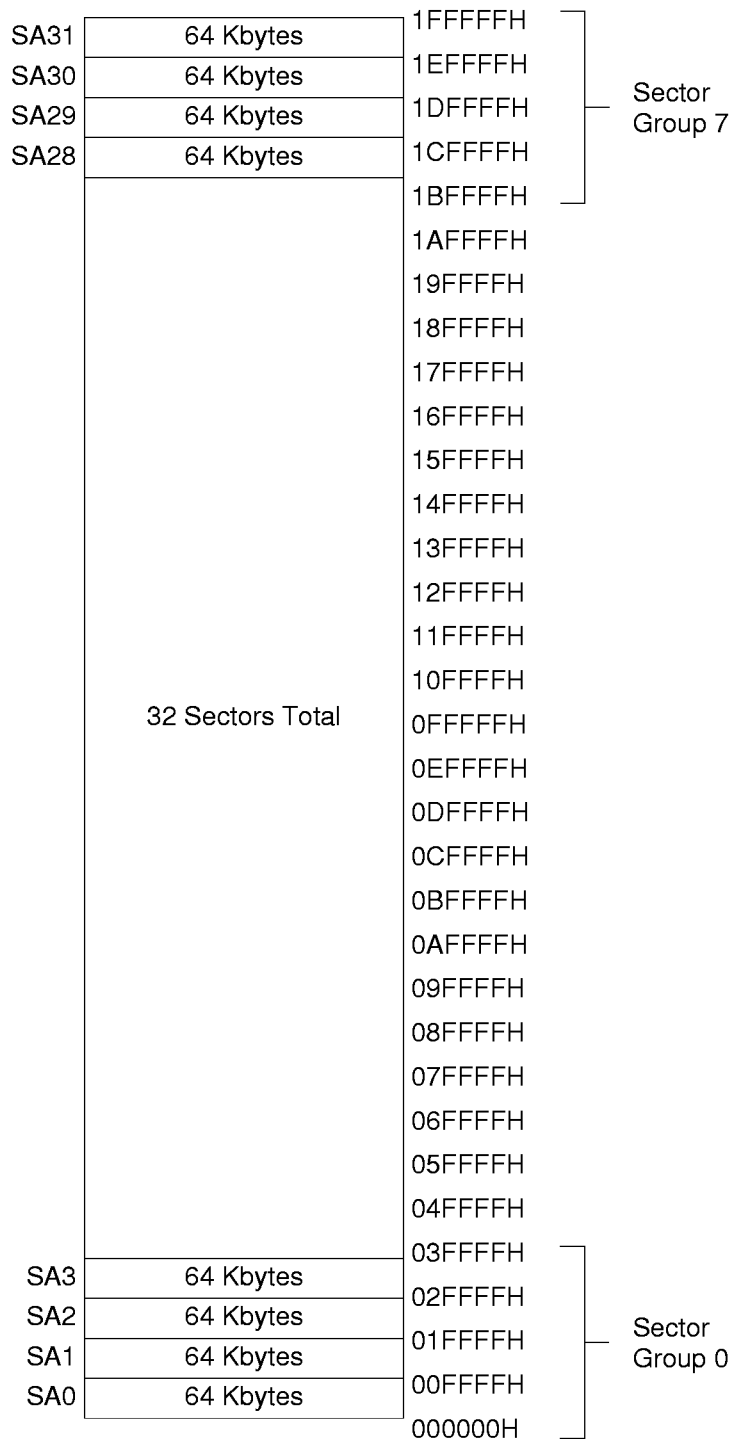 SA31 64 Kbytes 1FFFFFH
SA30 64 Kbytes 1EFFFFH
SA29 64 Kbytes 1DFFFFH
SA28 64 Kbytes 1CFFFFH
Sector
Group 7
1BFFFFH
1AFFFFH
19FFFFH
18FFFFH
17FFFFH
16FFFFH
15FFFFH
14FFFFH
13FFFFH
12FFFFH
11FFFFH
10FFFFH
32 Sectors Total
0FFFFFH
0EFFFFH
0DFFFFH
0CFFFFH
0BFFFFH
0AFFFFH
09FFFFH
08FFFFH
07FFFFH
06FFFFH
05FFFFH
04FFFFH
03FFFFH
SA3 64 Kbytes
02FFFFH
SA2 64 Kbytes
01FFFFH
SA1 64 Kbytes
00FFFFH
SA0 64 Kbytes
000000H
Sector
Group 0